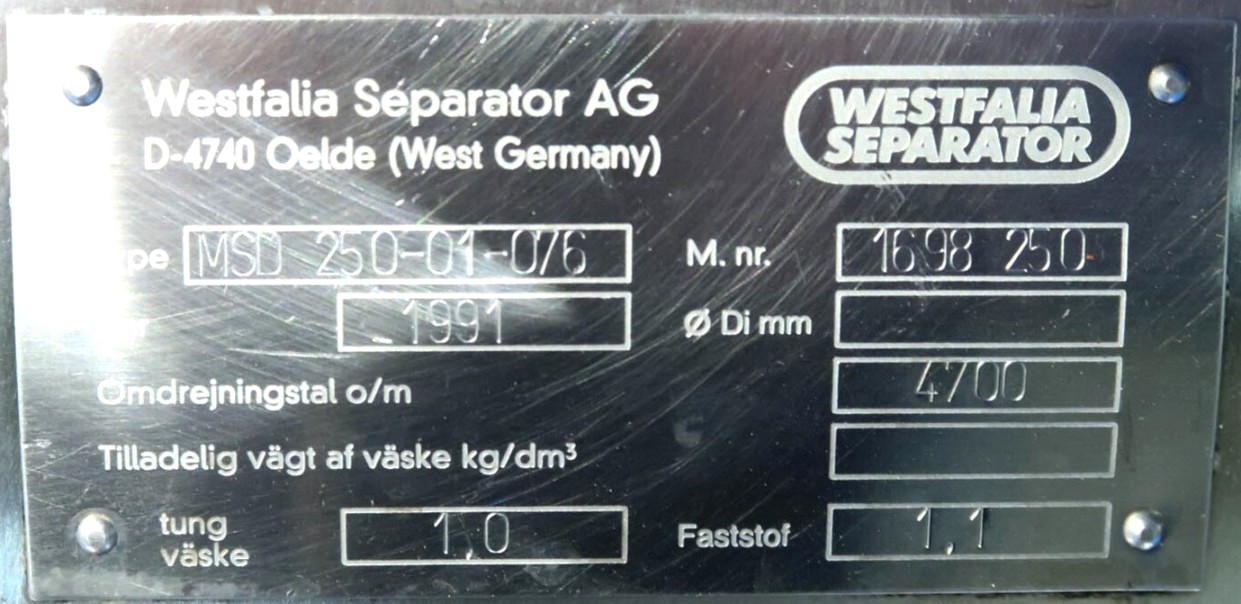 Westfalia Separator AG
D-4740 Oelde (West Germany)
WESTFALIA
SEPARATOR
MSD 250-01-076 M. nr. 1698 250
1991 Ø Di mm
Omdrejningstal o/m 4700
Tilladelig vägt af väske kg/dm³
tung
väske 1,0 Faststof 1,1